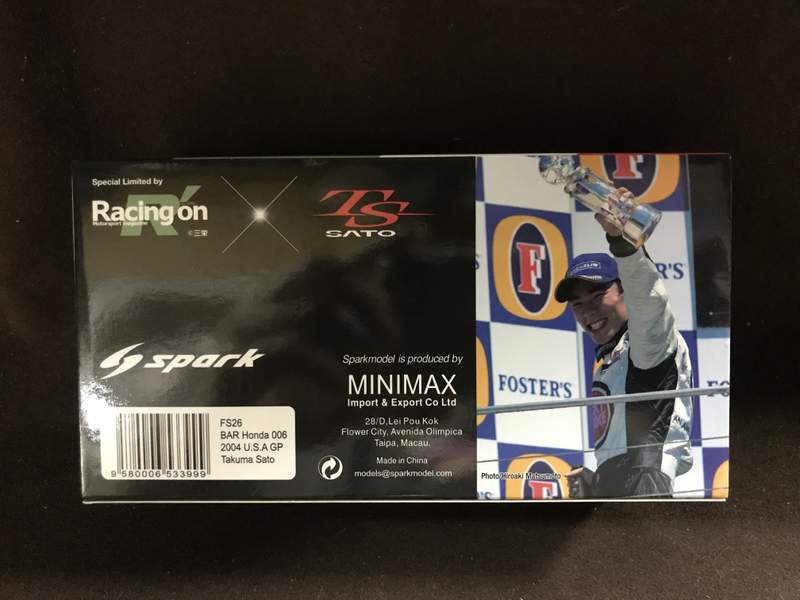 Special Limited by
Racing on
Motorsport magazine
R'
©三栄
TS
SATO
spark
Sparkmodel is produced by
MINIMAX
Import & Export Co Ltd
28/D,Lei Pou Kok
Flower City, Avenida Olimpica
Taipa, Macau.
Made in China
models@sparkmodel.com
FS26
BAR Honda 006
2004 U.S.A GP
Takuma Sato
9 580006 533999
F
F
FOSTER'S
R'S
FO
F
Photo/Hiroaki Matsumoto